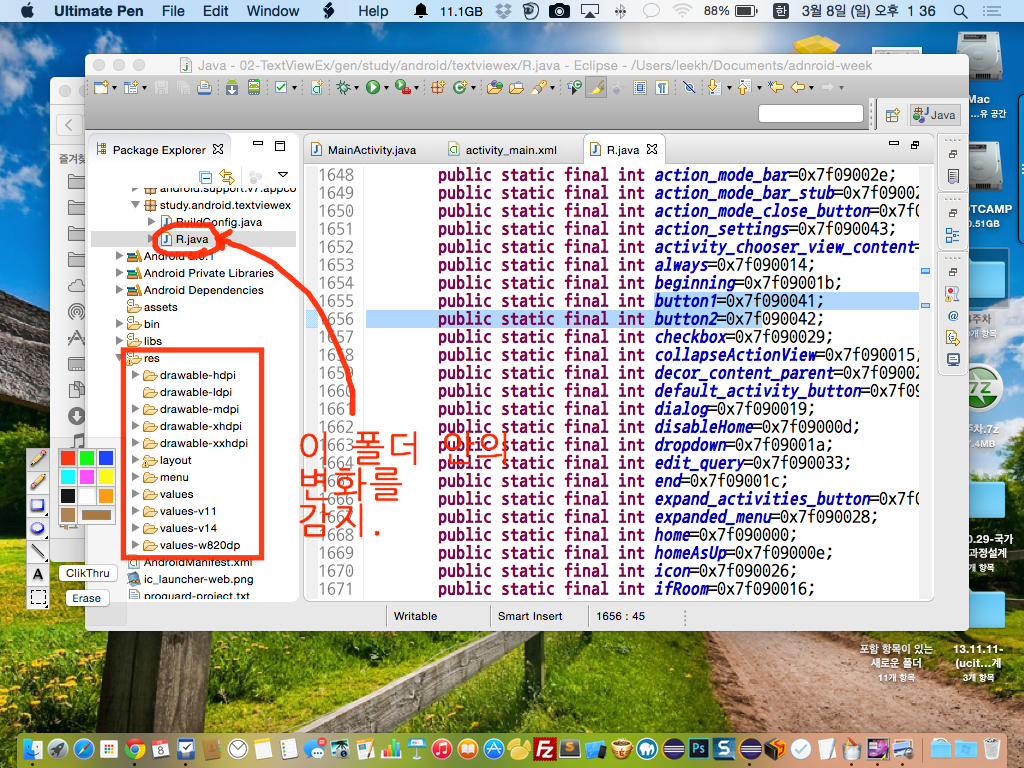 Ultimate Pen File Edit Window Help 11.1GB 88% 한 3월 8일 (일) 오후 1 36
Java - 02-TextViewEx/gen/study/android/textviewex/R.java - Eclipse - /Users/leekh/Documents/adnroid-week
Java
Package Explorer
MainActivity.java
activity_main.xml
R.java
android.support.v7.appco
study.android.textviewex
BuildConfig.java
R.java
Android Private Libraries
Android Dependencies
assets
bin
libs
res
drawable-hdpi
drawable-ldpi
drawable-mdpi
drawable-xhdpi
drawable-xxhdpi
layout
menu
values
values-v11
values-v14
values-w820dp
AndroidManifest.xml
ic_launcher-web.png
proguard-project.txt
1648 public static final int action_mode_bar=0x7f09002e;
1649 public static final int action_mode_bar_stub=0x7f09002
1650 public static final int action_mode_close_button=0x7f0
1651 public static final int action_settings=0x7f090043;
1652 public static final int activity_chooser_view_content=
1653 public static final int always=0x7f090014;
1654 public static final int beginning=0x7f09001b;
1655 public static final int button1=0x7f090041;
1656 public static final int button2=0x7f090042;
1657 public static final int checkbox=0x7f090029;
1658 public static final int collapseActionView=0x7f090015;
1659 public static final int decor_content_parent=0x7f09002
1660 public static final int default_activity_button=0x7f09
1661 public static final int dialog=0x7f090019;
1662 public static final int disableHome=0x7f09000d;
1663 public static final int dropdown=0x7f09001a;
1664 public static final int edit_query=0x7f090033;
1665 public static final int end=0x7f09001c;
1666 public static final int expand_activities_button=0x7f0
1667 public static final int expanded_menu=0x7f090028;
1668 public static final int home=0x7f090000;
1669 public static final int homeAsUp=0x7f09000e;
1670 public static final int icon=0x7f090026;
1671 public static final int ifRoom=0x7f090016;
이 폴더 안의
변화를
감지.
Writable Smart Insert 1656 : 45
즐겨찾
A
ClikThru
Erase
Mac
...유 공간
OTCAMP
0.51GB
4주차
7Z
주차.7z
7.4MB
0.29-국가
과정설계
개 항목
포함 항목이 있는
새로운 폴더
11개 항목
13.11.11-
(ucit...계
3개 항목
8
Fz
S
Ps
S